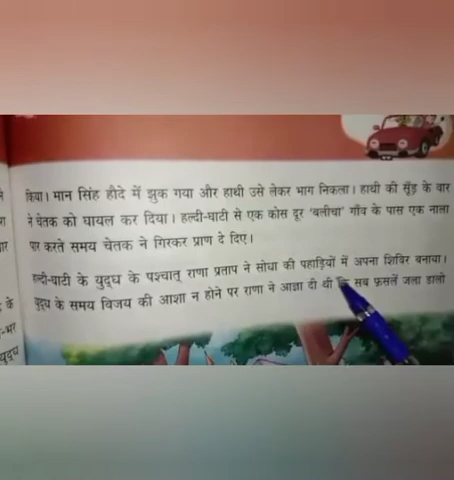 किया। मान सिंह हौदे में झुक गया और हाथी उसे लेकर भाग निकला। हाथी की सूँड़ के वार
ने चेतक को घायल कर दिया। हल्दी-घाटी से एक कोस दूर 'बलीचा' गाँव के पास एक नाला
पार करते समय चेतक ने गिरकर प्राण दे दिए।
हल्दी-घाटी के युद्ध के पश्चात् राणा प्रताप ने सोधा की पहाड़ियों में अपना शिविर बनाया।
युद्ध के समय विजय की आशा न होने पर राणा ने आज्ञा दी थी कि सब फ़सलें जला डालो